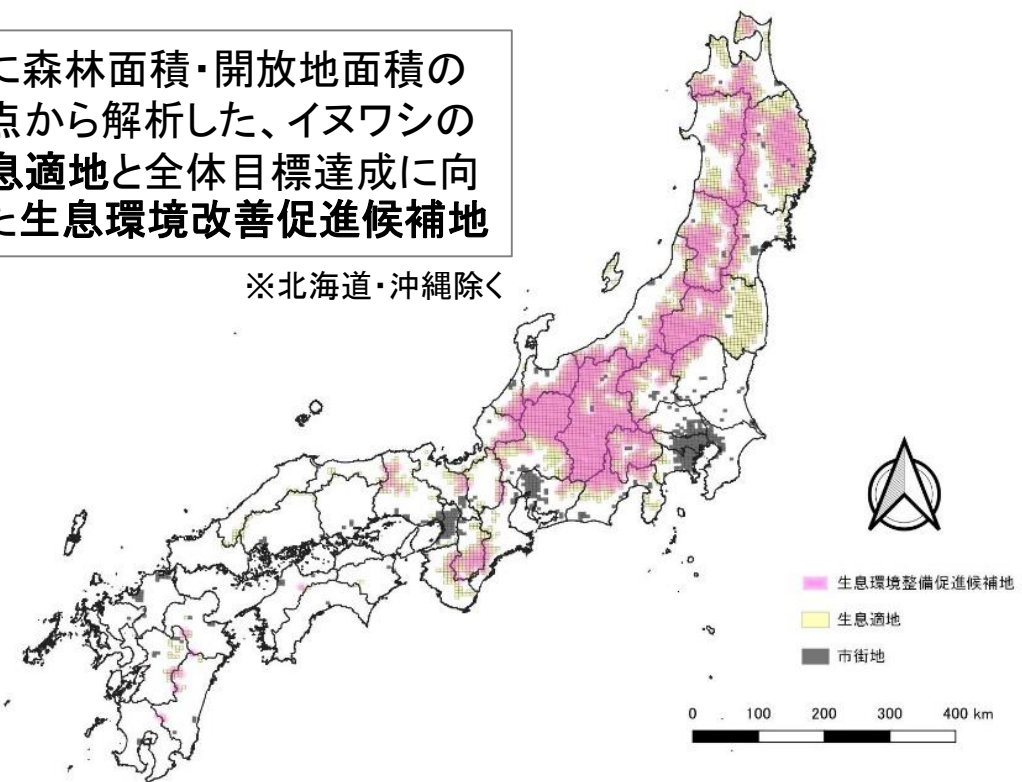 に森林面積・開放地面積の
点から解析した、イヌワシの
息適地と全体目標達成に向
た生息環境改善促進候補地
※北海道・沖縄除く
生息環境整備促進候補地
生息適地
市街地
0 100 200 300 400 km